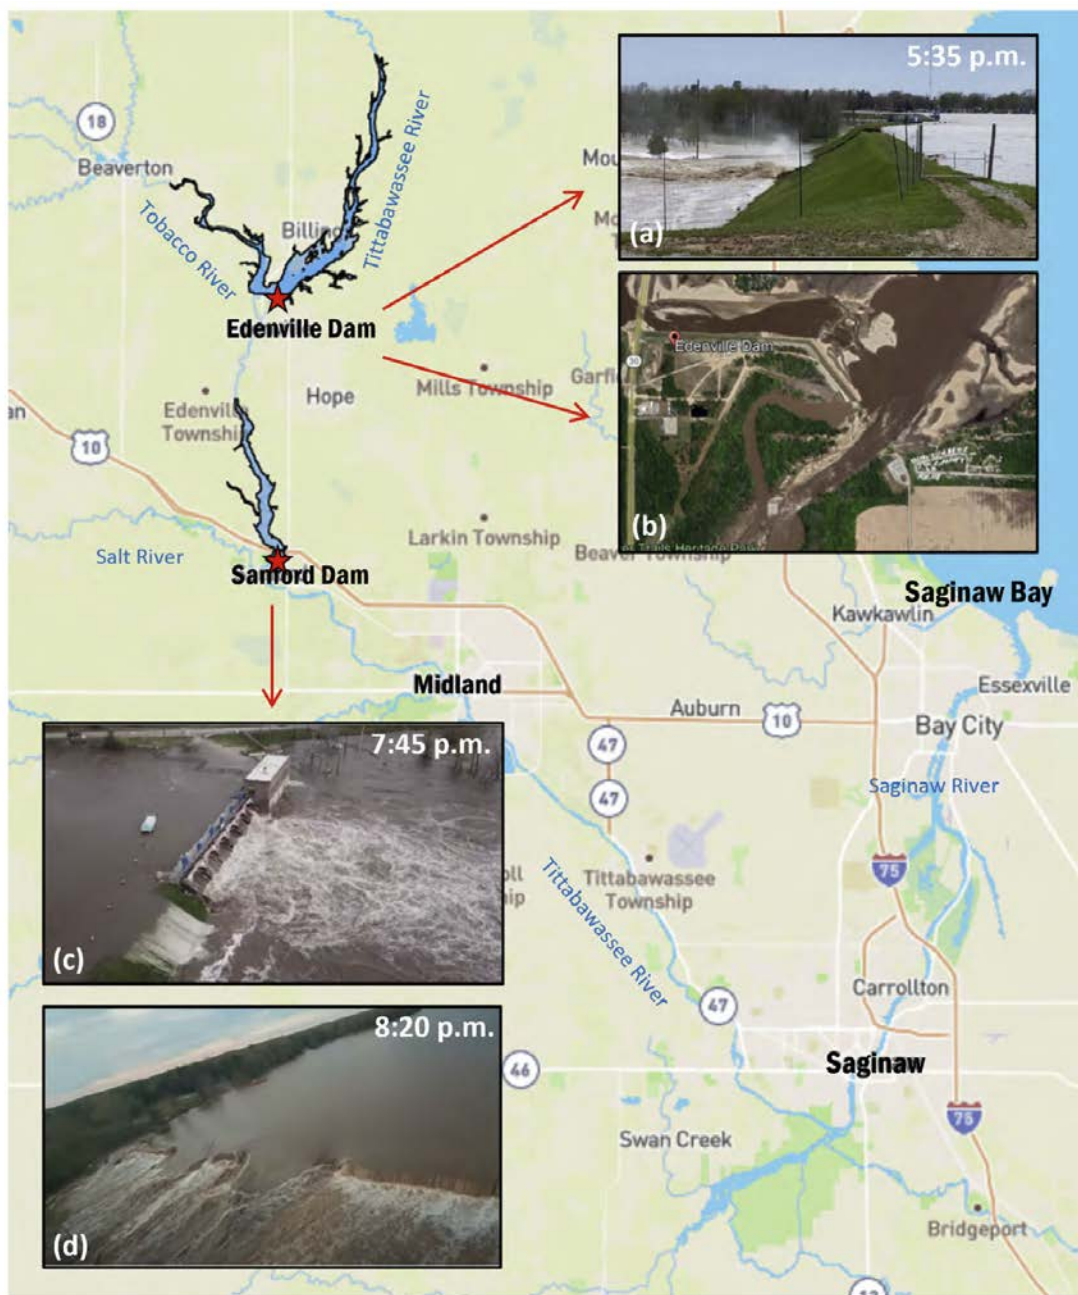 18
Beaverton
Tobacco River
Tittabawassee River
Edenville Dam
5:35 p.m.
(a)
Edenville Dam
30
(b)
Edenville
Township
Hope
Mills Township
10
Larkin Township
Salt River
Sanford Dam
Saginaw Bay
Kawkawlin
Essexville
Midland
Auburn
10
Bay City
47
47
Saginaw River
75
7:45 p.m.
(c)
Tittabawassee
Township
Tittabawassee River
Carrollton
47
8:20 p.m.
(d)
46
Saginaw
75
Swan Creek
Bridgeport